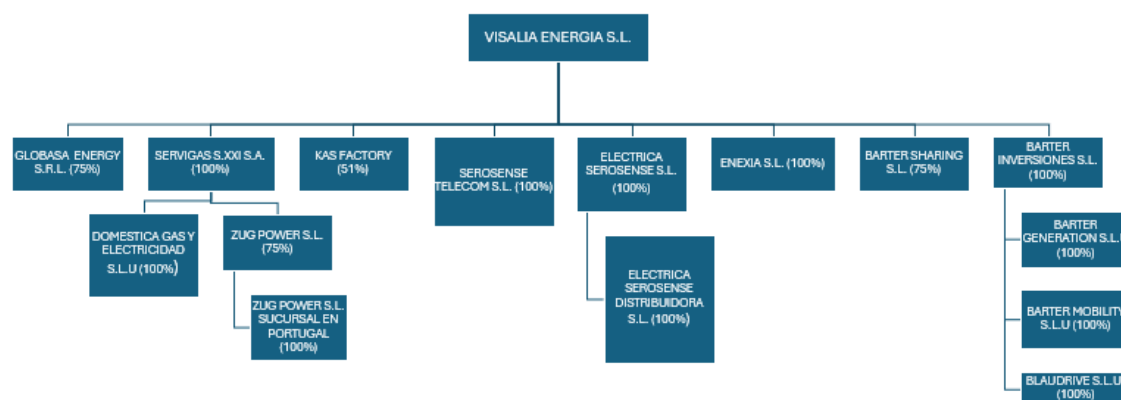 VISALIA ENERGIA S.L.
GLOBASA ENERGY
S.R.L. (75%)
SERVIGAS S.XXI S.A.
(100%)
KAS FACTORY
(51%)
SEROSENSE
TELECOM S.L. (100%)
ELECTRICA
SEROSENSE S.L.
(100%)
ENEXIA S.L. (100%)
BARTER SHARING
S.L. (75%)
BARTER
INVERSIONES S.L.
(100%)
DOMESTICA GAS Y
ELECTRICIDAD
S.L.U (100%)
ZUG POWER S.L.
(75%)
ZUG POWER S.L.
SUCURSAL EN
PORTUGAL
(100%)
ELECTRICA
SEROSENSE
DISTRIBUIDORA
S.L. (100%)
BARTER
GENERATION S.L.U
(100%)
BARTER MOBILITY
S.L.U (100%)
BLAUDRIVE S.L.U
(100%)